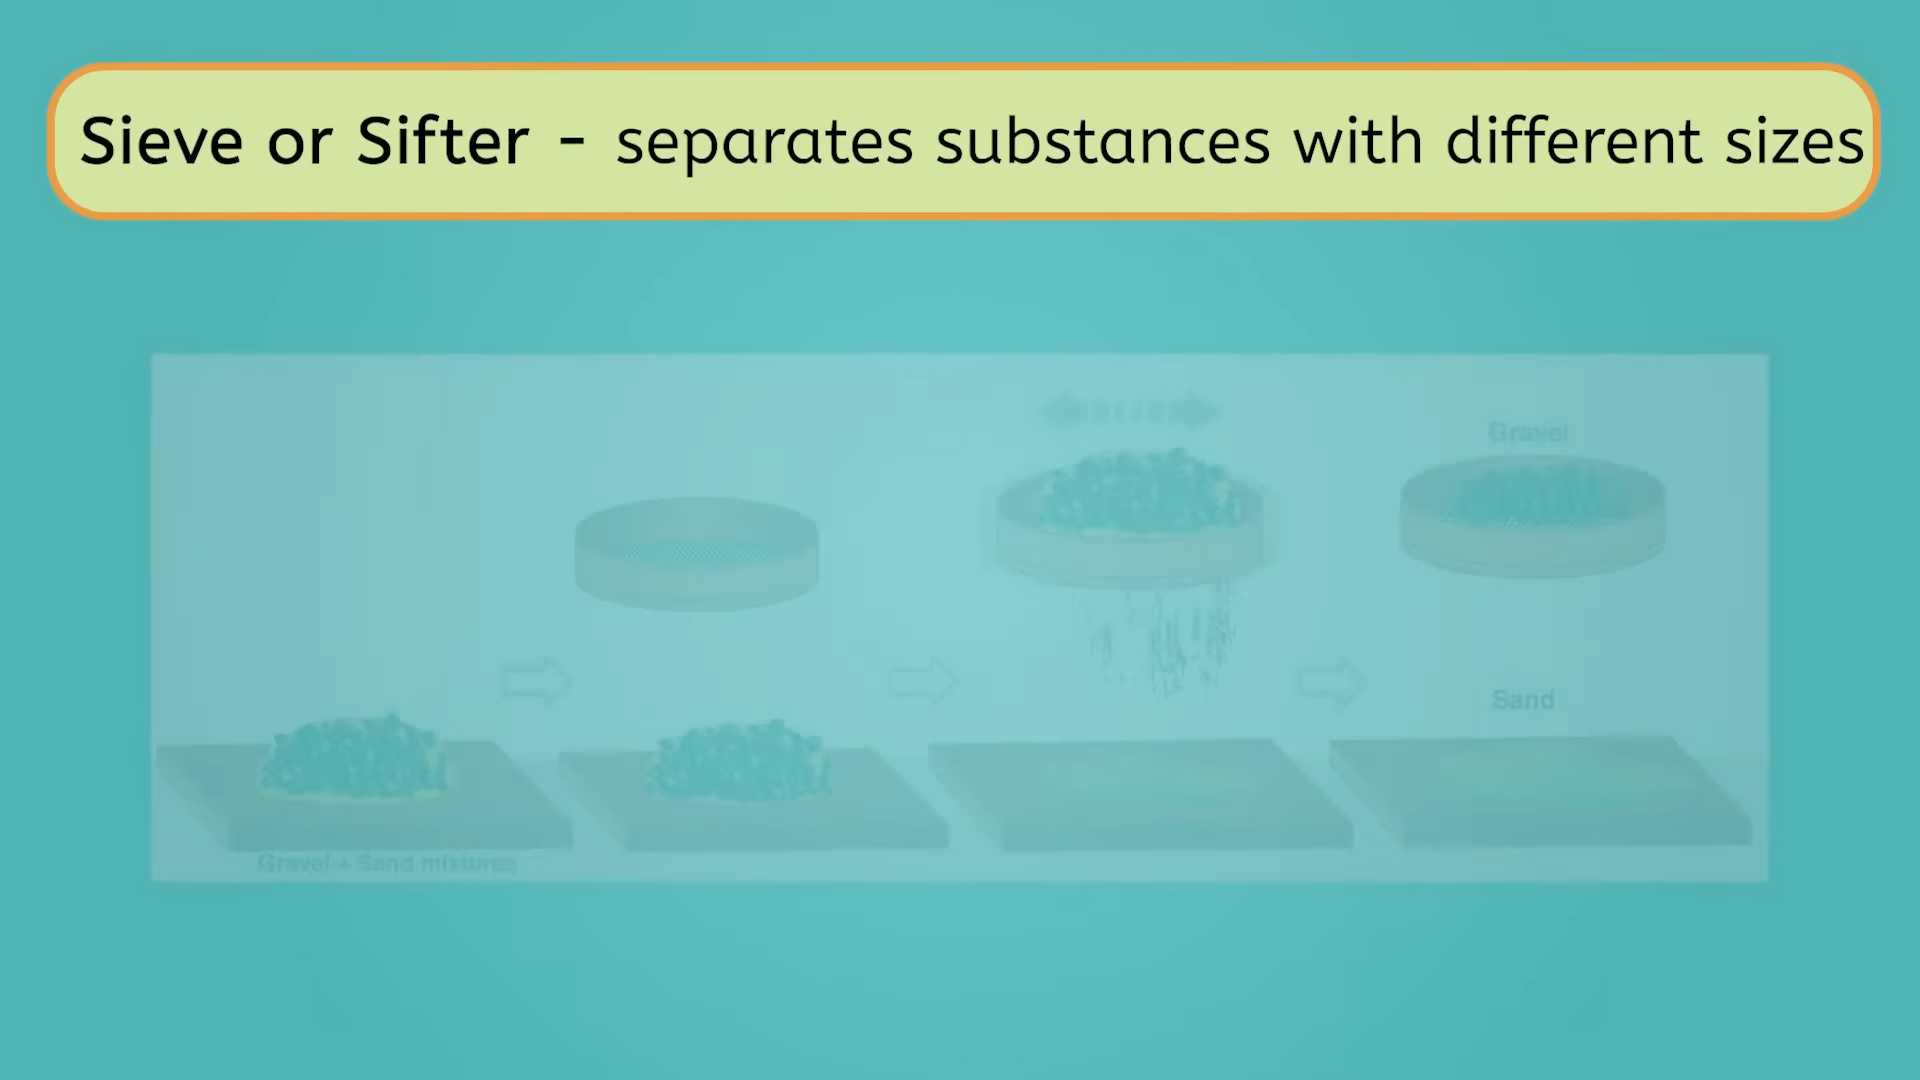 Sieve or Sifter - separates substances with different sizes
Gravel
Sand
Gravel + Sand mixtures